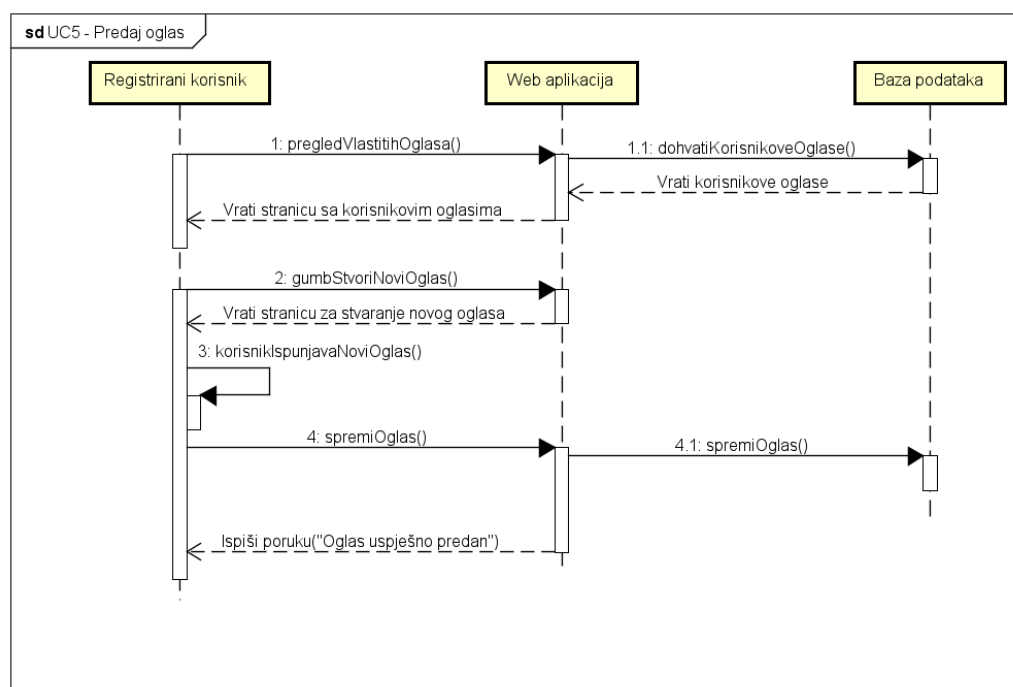 sd UC5 - Predaj oglas
Registrirani korisnik
Web aplikacija
Baza podataka
1: pregledVlastitihOglasa()
1.1: dohvatiKorisnikoveOglase()
Vrati korisnikove oglase
Vrati stranicu sa korisnikovim oglasima
2: gumbStvoriNoviOglas()
Vrati stranicu za stvaranje novog oglasa
3: korisnikIspunjavaNoviOglas()
4: spremiOglas()
4.1: spremiOglas()
Ispiši poruku("Oglas uspješno predan")